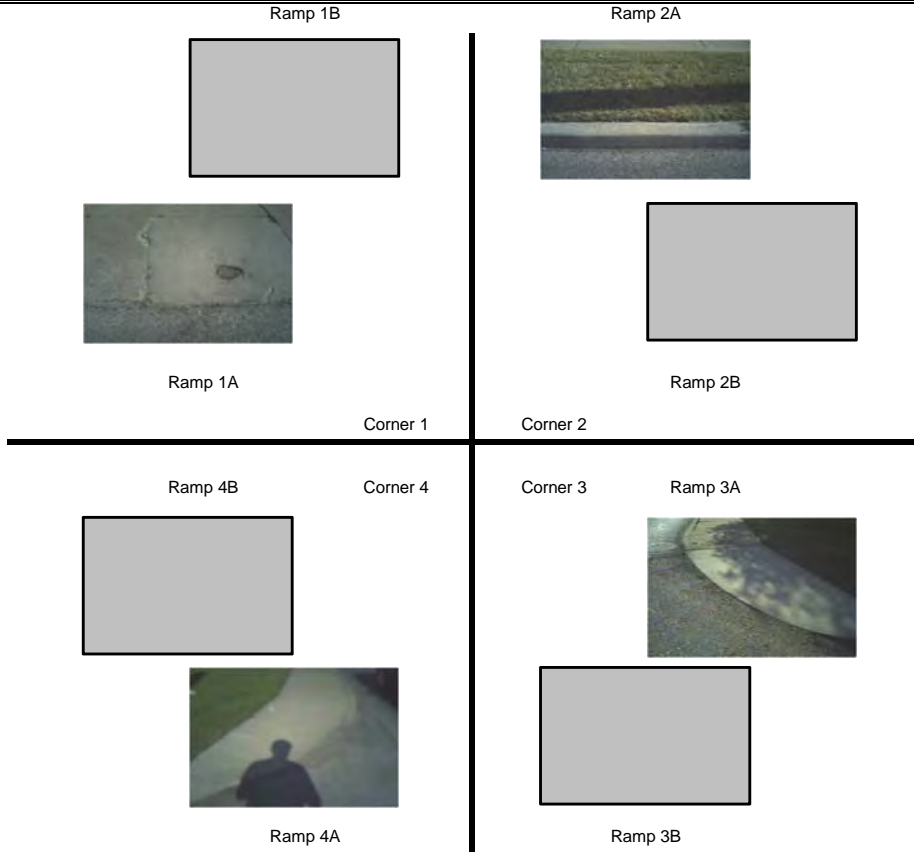 Ramp 1B
Ramp 2A
Ramp 1A
Ramp 2B
Corner 1
Corner 2
Ramp 4B
Corner 4
Corner 3
Ramp 3A
Ramp 4A
Ramp 3B